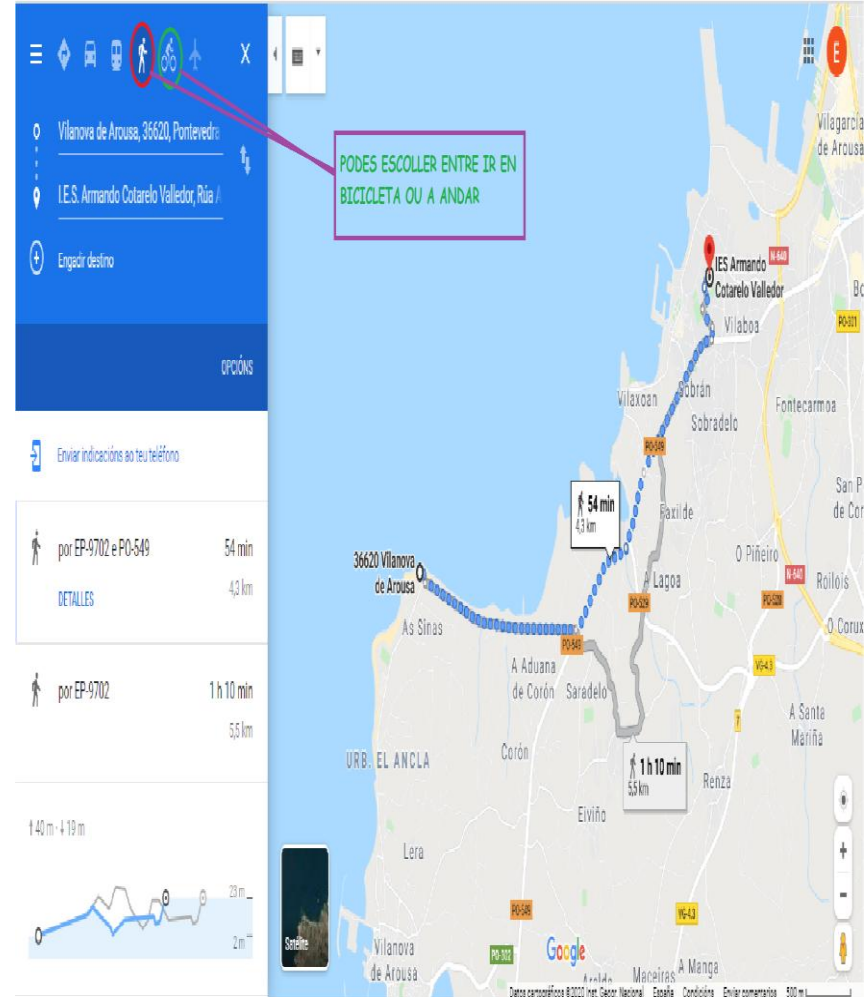 Vilanova de Arousa, 36620, Pontevedra
I.E.S. Armando Cotarelo Valledor, Rúa A
Engadir destino
OPCIÓNS
Enviar indicacións ao teu teléfono
por EP-9702 e PO-549
54 min
DETALLES
4,3 km
por EP-9702
1 h 10 min
5,5 km
40 m · 19 m
23 m
2 m
PODES ESCOLLER ENTRE IR EN
BICICLETA OU A ANDAR
E
Vilagarcía
de Arousa
N-640
IES Armando
Cotarelo Valledor
Bo
PO-301
Vilaboa
Vilaxoan
Sobrán
Sobradelo
Fontecarmoa
PO-549
San P
de Cor
54 min
4,3 km
Faxilde
36620 Vilanova
de Arousa
O Piñeiro
N-640
Roilóis
A Lagoa
PO-529
PO-528
As Sinas
O Corux
PO-549
VG-4.3
A Aduana
de Corón
Saradelo
A Santa
Mariña
7
URB. EL ANCLA
Corón
1 h 10 min
5,5 km
Renza
Eiviño
Lera
PO-549
VG-4.3
Satélite
Vilanova
de Arousa
PO-302
Google
Maceiras
A Manga
Datos cartográficos ©2020 Inst. Geogr. Nacional
España
Condicións
Enviar comentarios
500 m